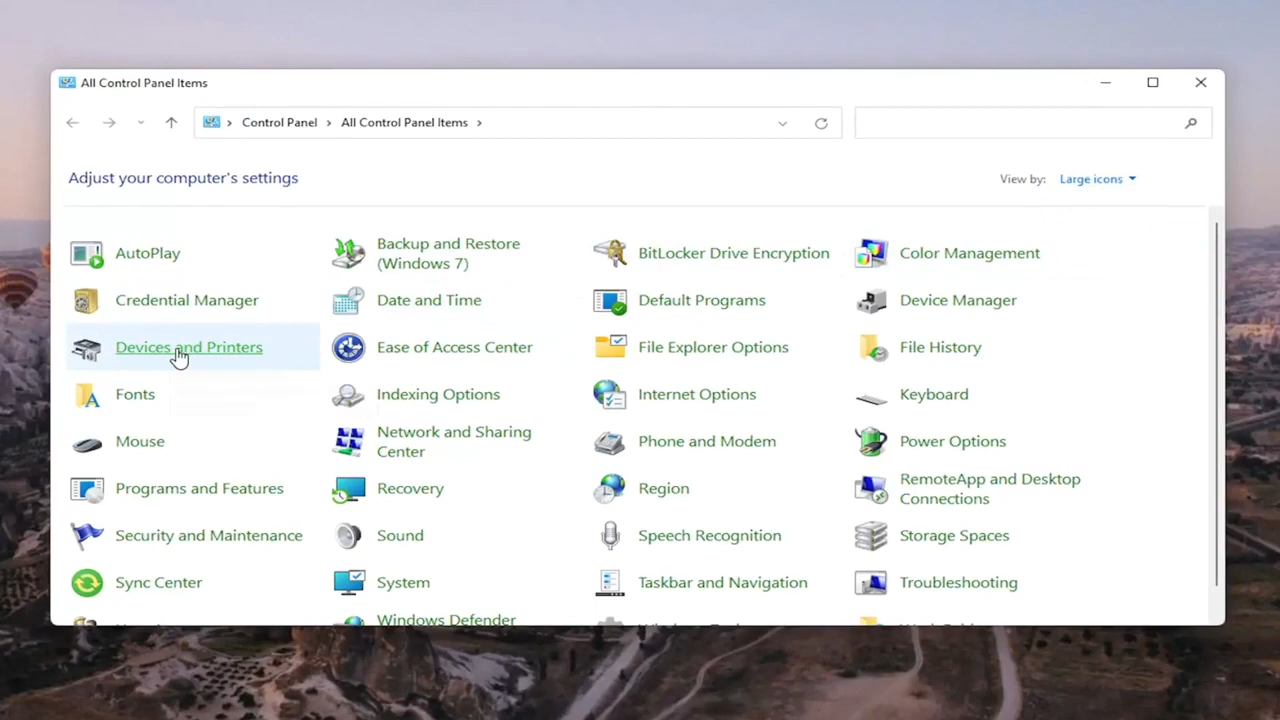 All Control Panel Items
Control Panel > All Control Panel Items >
Adjust your computer's settings
View by: Large icons
AutoPlay
Backup and Restore
(Windows 7)
BitLocker Drive Encryption
Color Management
Credential Manager
Date and Time
Default Programs
Device Manager
Devices and Printers
Ease of Access Center
File Explorer Options
File History
Fonts
Indexing Options
Internet Options
Keyboard
Mouse
Network and Sharing
Center
Phone and Modem
Power Options
Programs and Features
Recovery
Region
RemoteApp and Desktop
Connections
Security and Maintenance
Sound
Speech Recognition
Storage Spaces
Sync Center
System
Taskbar and Navigation
Troubleshooting
Windows Defender